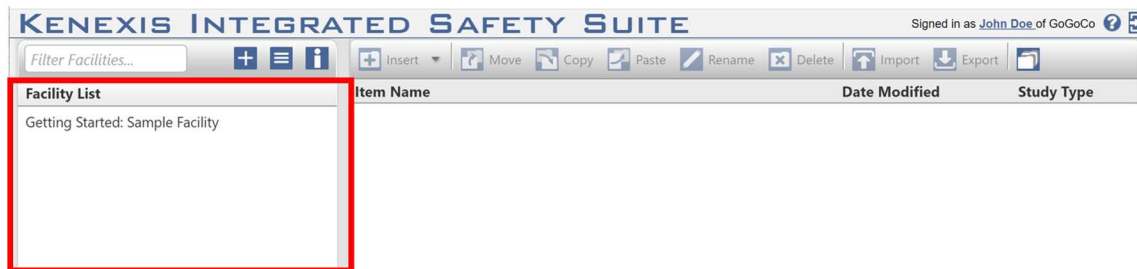 KENEXIS INTEGRATED SAFETY SUITE
Signed in as John Doe of GoGoCo ?
Filter Facilities...
Insert Move Copy Paste Rename Delete Import Export
Facility List
Item Name Date Modified Study Type
Getting Started: Sample Facility